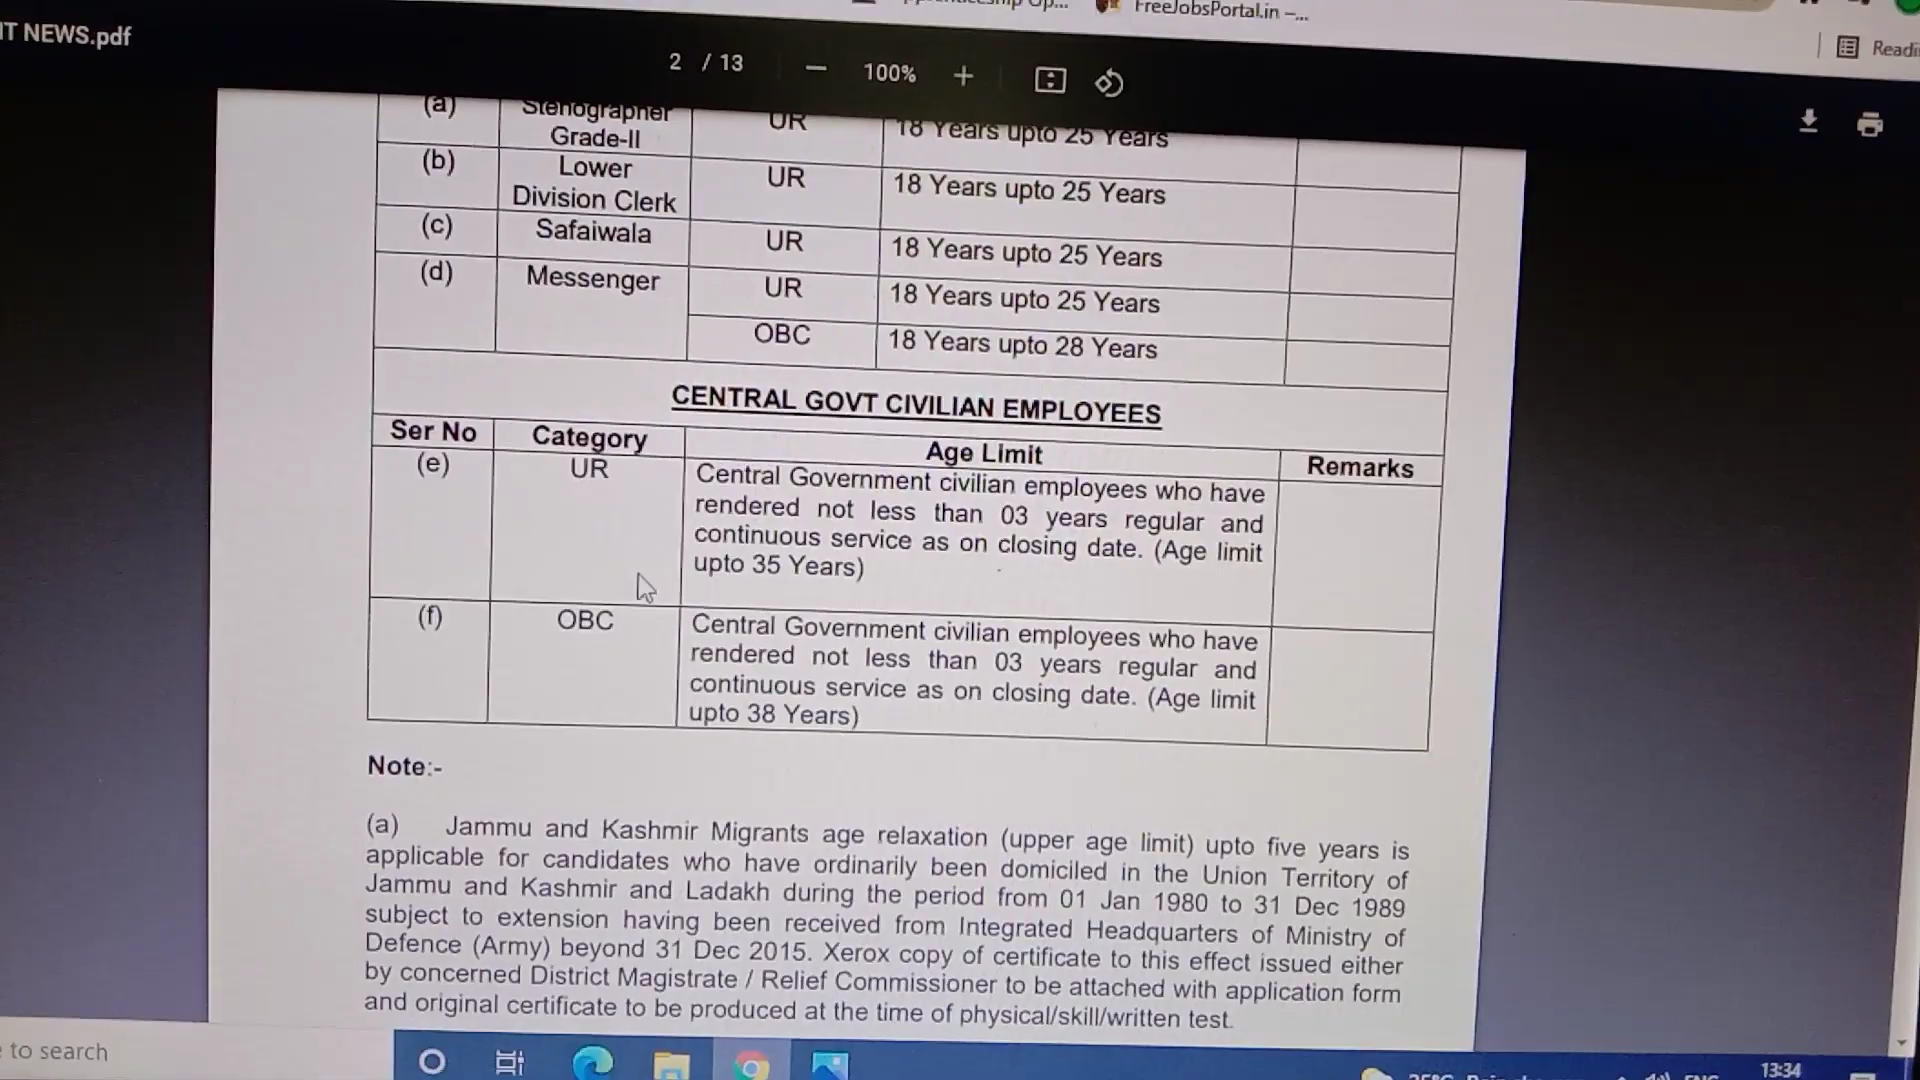 FreeJobsPortal.in –...
IT NEWS.pdf
Readi
2 / 13
100%
(a) Stenographer Grade-II UR 18 Years upto 25 Years
(b) Lower Division Clerk UR 18 Years upto 25 Years
(c) Safaiwala UR 18 Years upto 25 Years
(d) Messenger UR 18 Years upto 25 Years
OBC 18 Years upto 28 Years
CENTRAL GOVT CIVILIAN EMPLOYEES
Ser No Category Age Limit Remarks
(e) UR Central Government civilian employees who have
rendered not less than 03 years regular and
continuous service as on closing date. (Age limit
upto 35 Years)
(f) OBC Central Government civilian employees who have
rendered not less than 03 years regular and
continuous service as on closing date. (Age limit
upto 38 Years)
Note:-
(a) Jammu and Kashmir Migrants age relaxation (upper age limit) upto five years is
applicable for candidates who have ordinarily been domiciled in the Union Territory of
Jammu and Kashmir and Ladakh during the period from 01 Jan 1980 to 31 Dec 1989
subject to extension having been received from Integrated Headquarters of Ministry of
Defence (Army) beyond 31 Dec 2015. Xerox copy of certificate to this effect issued either
by concerned District Magistrate / Relief Commissioner to be attached with application form
and original certificate to be produced at the time of physical/skill/written test.
to search
13:34